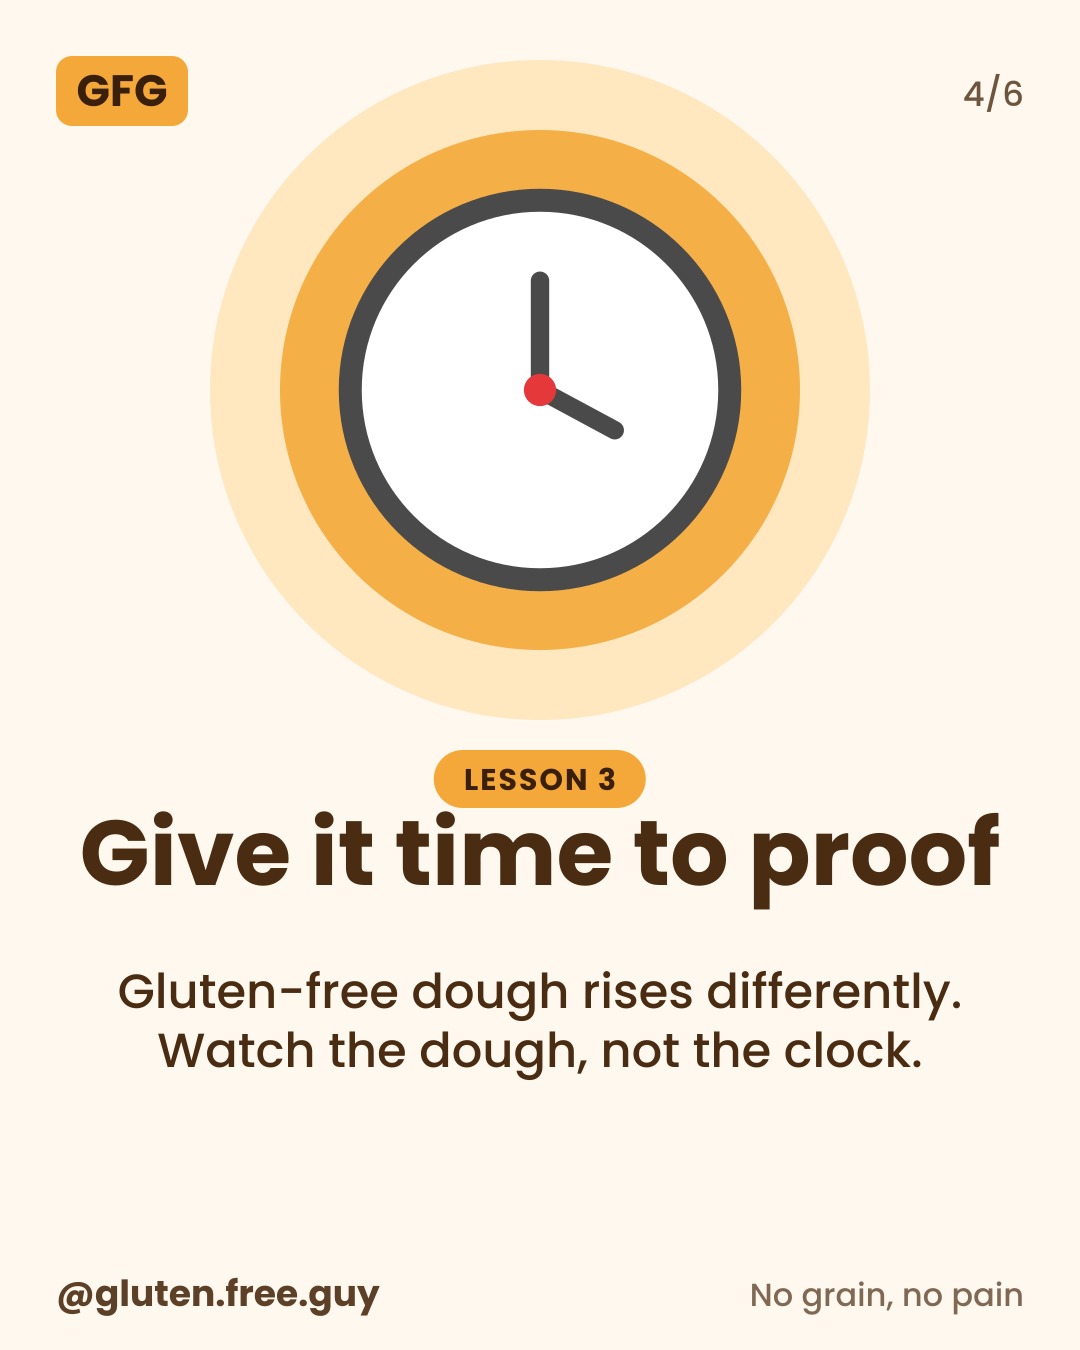 GFG
4/6
LESSON 3
Give it time to proof
Gluten-free dough rises differently.
Watch the dough, not the clock.
@gluten.free.guy
No grain, no pain